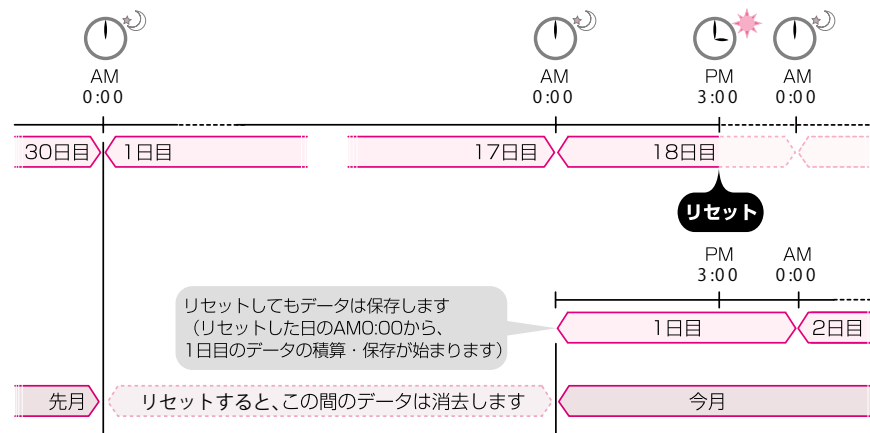 AM
0:00
AM
0:00
PM
3:00
AM
0:00
30日目
1日目
17日目
18日目
リセット
PM
3:00
AM
0:00
リセットしてもデータは保存します
（リセットした日のAM0:00から、
1日目のデータの積算・保存が始まります）
1日目
2日目
先月
リセットすると、この間のデータは消去します
今月